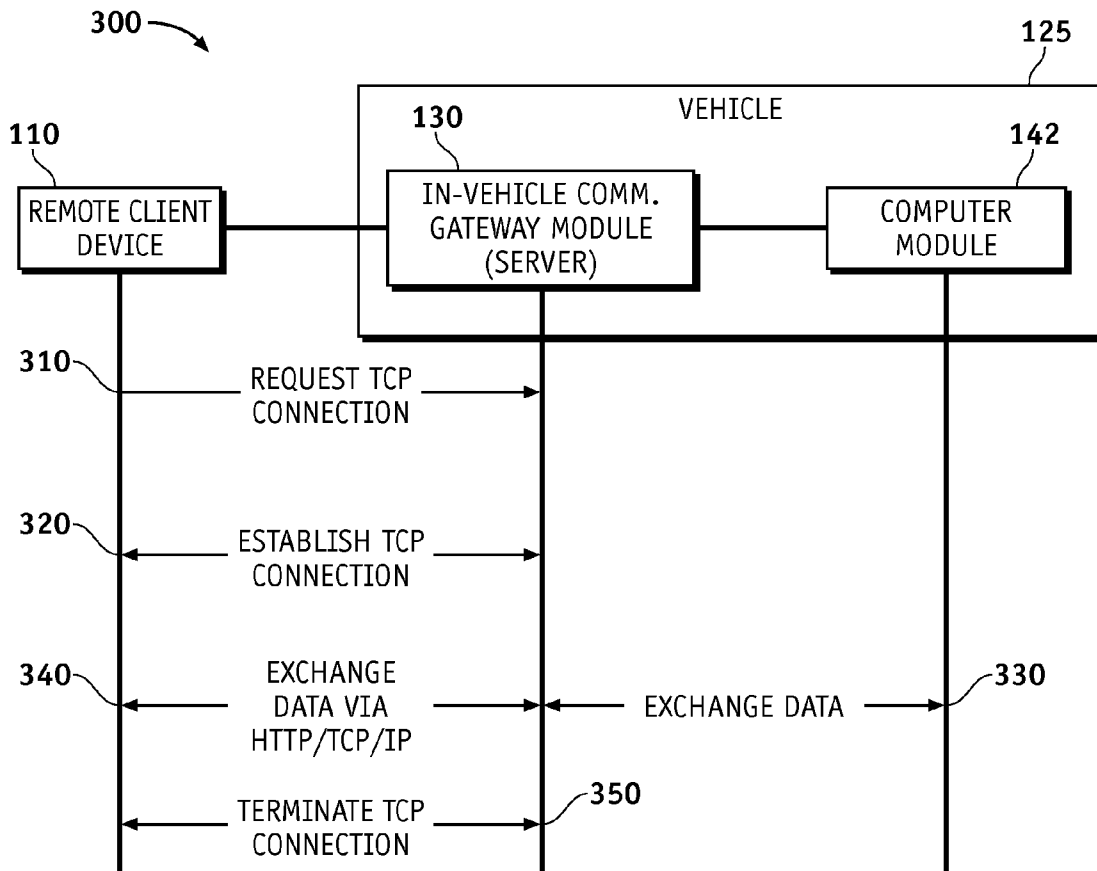 300
125
VEHICLE
110
130
142
REMOTE CLIENT
DEVICE
IN-VEHICLE COMM.
GATEWAY MODULE
(SERVER)
COMPUTER
MODULE
310
REQUEST TCP
CONNECTION
320
ESTABLISH TCP
CONNECTION
340
EXCHANGE
DATA VIA
HTTP/TCP/IP
EXCHANGE DATA
330
TERMINATE TCP
CONNECTION
350